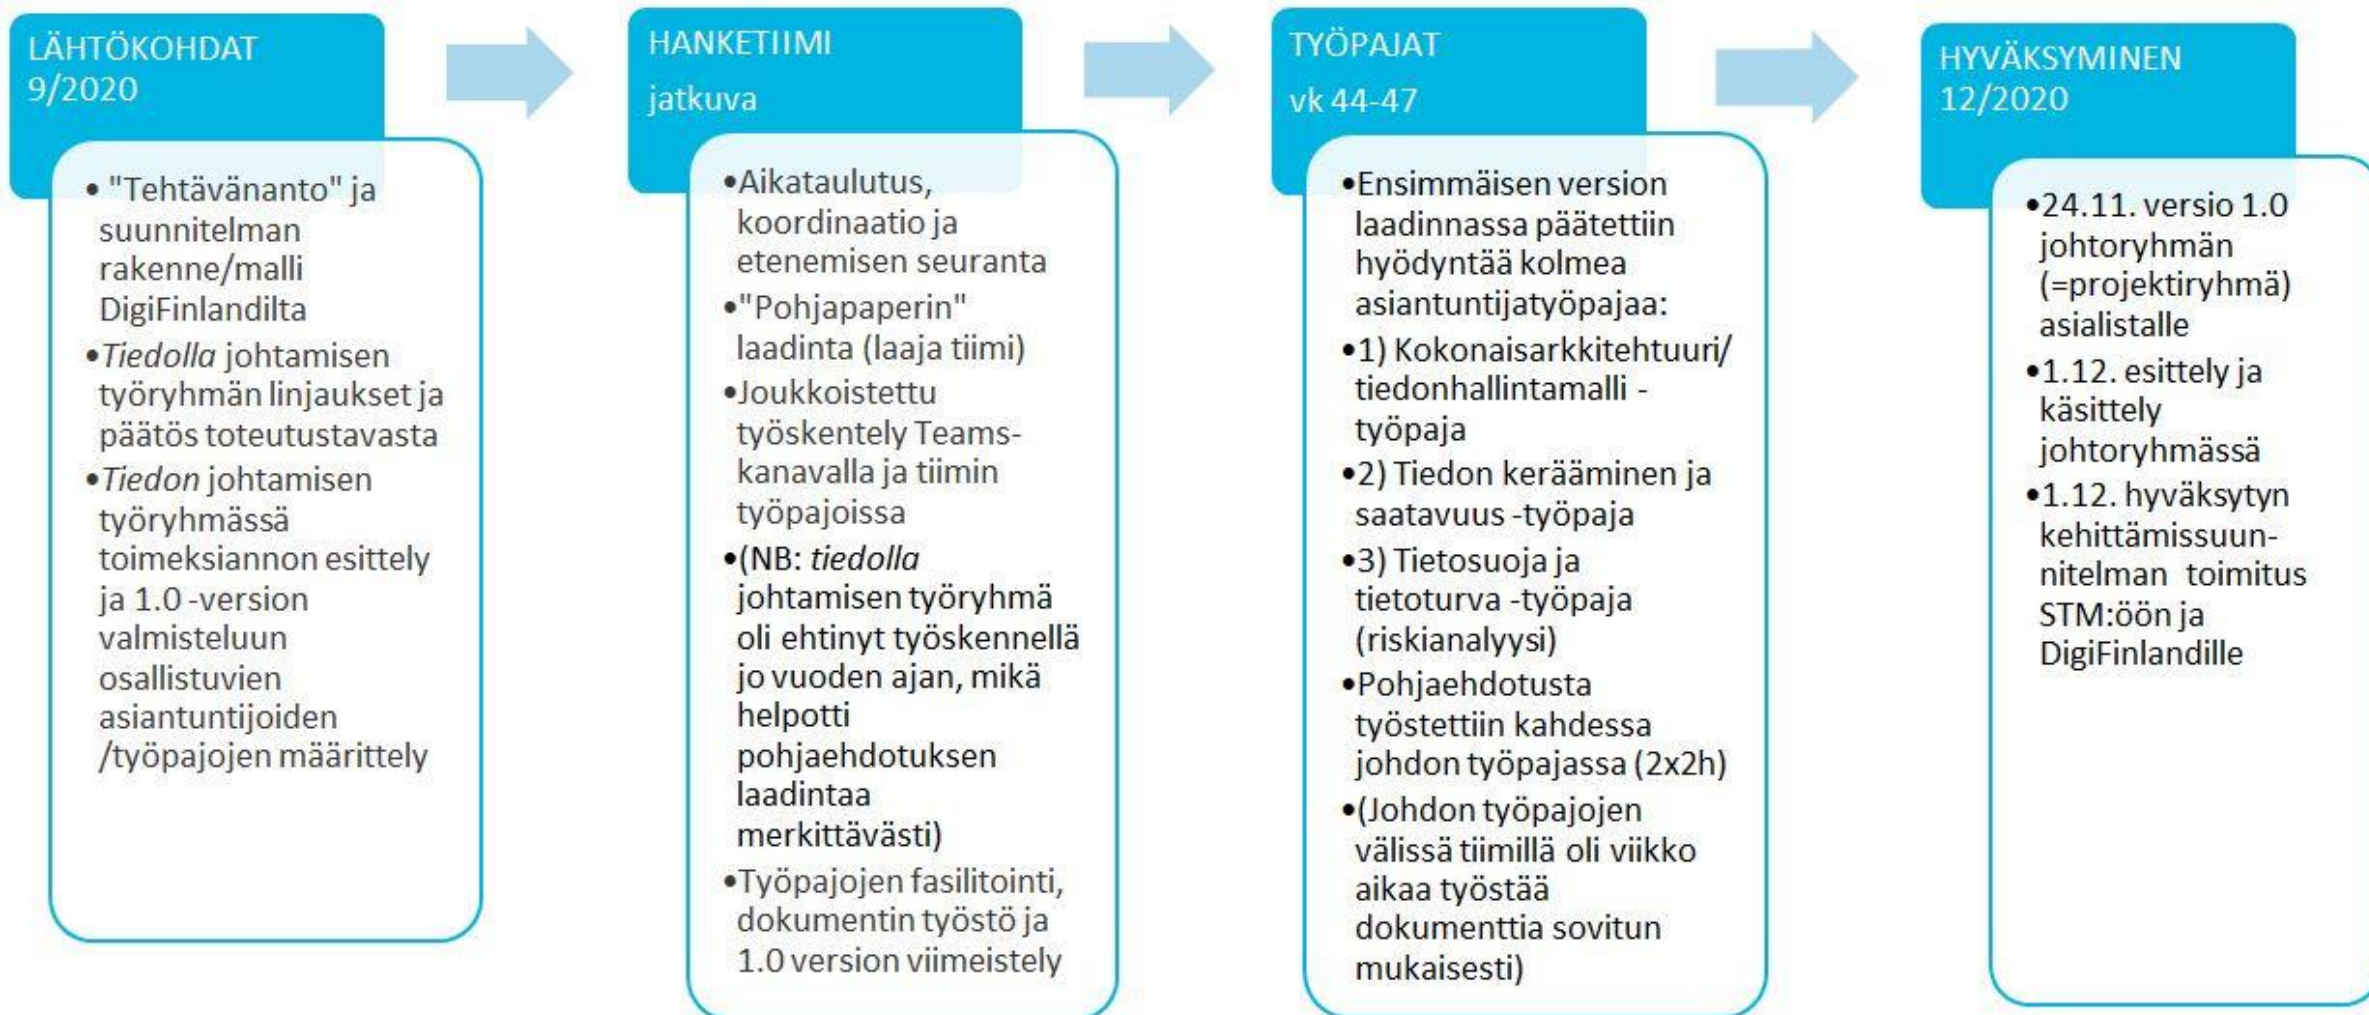 LÄHTÖKOHDAT
9/2020
• "Tehtävänanto" ja
suunnitelman
rakenne/malli
DigiFinlandilta
•Tiedolla johtamisen
työryhmän linjaukset ja
päätös toteutustavasta
•Tiedon johtamisen
työryhmässä
toimeksiannon esittely
ja 1.0 -version
valmisteluun
osallistuvien
asiantuntijoiden
/työpajojen määrittely
HANKETIIMI
jatkuva
•Aikataulutus,
koordinaatio ja
etenemisen seuranta
•"Pohjapaperin"
laadinta (laaja tiimi)
•Joukkoistettu
työskentely Teams-
kanavalla ja tiimin
työpajoissa
•(NB: tiedolla
johtamisen työryhmä
oli ehtinyt työskennellä
jo vuoden ajan, mikä
helpotti
pohjaehdotuksen
laadintaa
merkittävästi)
•Työpajojen fasilitointi,
dokumentin työstö ja
1.0 version viimeistely
TYÖPAJAT
vk 44-47
•Ensimmäisen version
laadinnassa päätettiin
hyödyntää kolmea
asiantuntijatyöpajaa:
•1) Kokonaisarkkitehtuuri/
tiedonhallintamalli -
työpaja
•2) Tiedon kerääminen ja
saatavuus -työpaja
•3) Tietosuoja ja
tietoturva -työpaja
(riskianalyysi)
•Pohjaehdotusta
työstettiin kahdessa
johdon työpajassa (2x2h)
•(Johdon työpajojen
välissä tiimillä oli viikko
aikaa työstää
dokumenttia sovitun
mukaisesti)
HYVÄKSYMINEN
12/2020
•24.11. versio 1.0
johtoryhmän
(=projektiryhmä)
asialistalle
•1.12. esittely ja
käsittely
johtoryhmässä
•1.12. hyväksytyn
kehittämissuun-
nitelman toimitus
STM:öön ja
DigiFinlandille